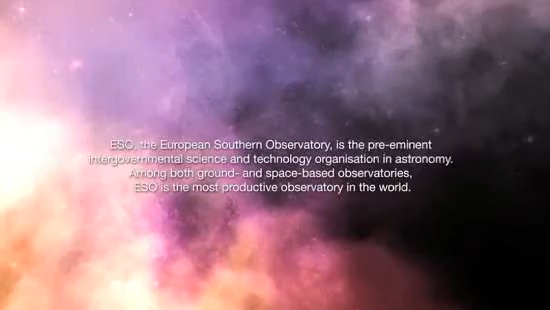 ESO, the European Southern Observatory, is the pre-eminent
intergovernmental science and technology organisation in astronomy.
Among both ground- and space-based observatories,
ESO is the most productive observatory in the world.